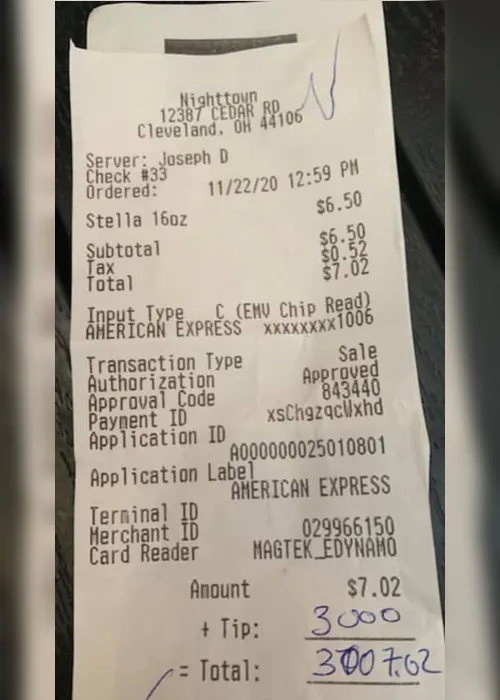 Nighttown
12387 CEDAR RD
Cleveland, OH 44106
Server: Joseph D
Check #33
Ordered: 11/22/20 12:59 PM
Stella 16oz $6.50
Subtotal $6.50
Tax $0.52
Total $7.02
Input Type C (EMV Chip Read)
AMERICAN EXPRESS xxxxxxxx1006
Transaction Type Sale
Authorization Approved
Approval Code 843440
Payment ID xsChgzqcWxhd
Application ID
A000000025010801
Application Label
AMERICAN EXPRESS
Terminal ID
Merchant ID 029966150
Card Reader MAGTEK_EDYNAMO
Amount $7.02
+ Tip: 3000
= Total: 3007.02